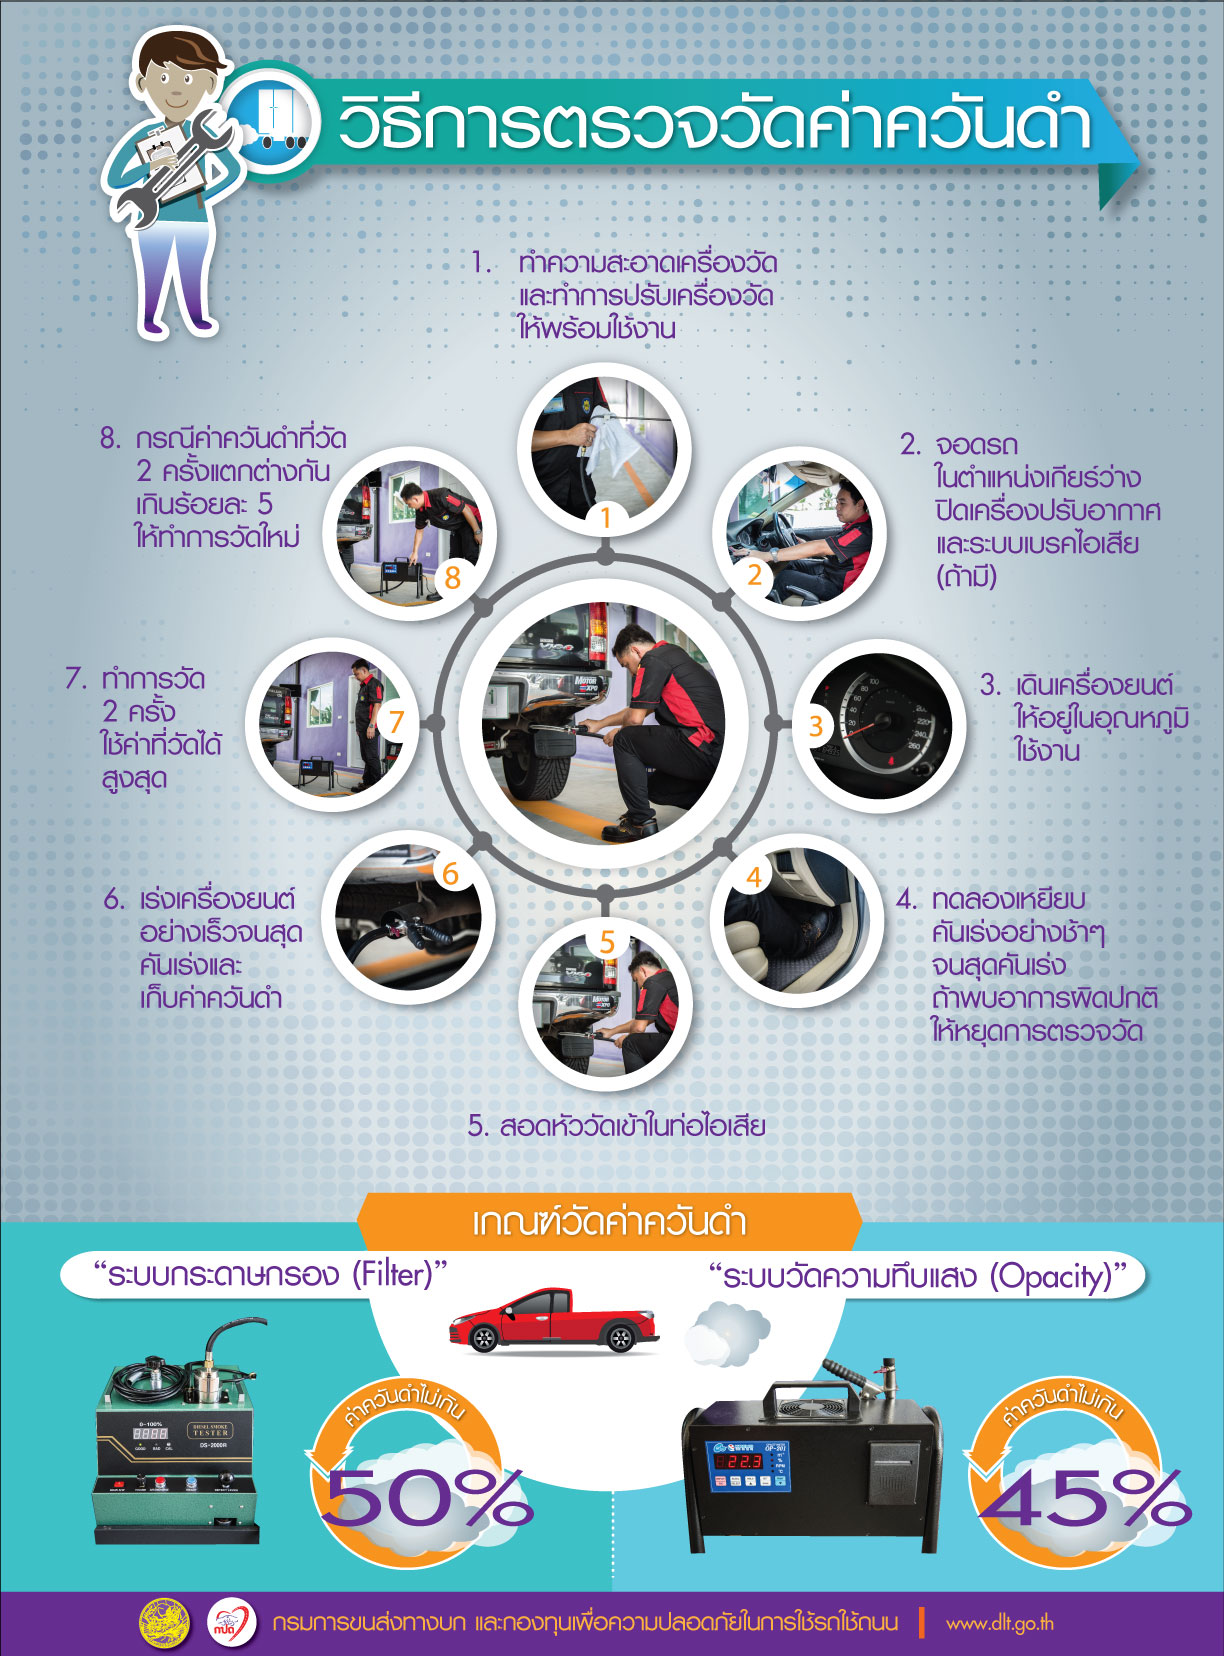 วิธีการตรวจวัดค่าควันดำ
1. ทำความสะอาดเครื่องวัด
และทำการปรับเครื่องวัด
ให้พร้อมใช้งาน
1
2. จอดรถ
ในตำแหน่งเกียร์ว่าง
ปิดเครื่องปรับอากาศ
และระบบเบรคไอเสีย
(ถ้ามี)
2
3. เดินเครื่องยนต์
ให้อยู่ในอุณหภูมิ
ใช้งาน
3
4. ทดลองเหยียบ
คันเร่งอย่างช้าๆ
จนสุดคันเร่ง
ถ้าพบอาการผิดปกติ
ให้หยุดการตรวจวัด
4
5
5. สอดหัววัดเข้าในท่อไอเสีย
6. เร่งเครื่องยนต์
อย่างเร็วจนสุด
คันเร่งและ
เก็บค่าควันดำ
6
7. ทำการวัด
2 ครั้ง
ใช้ค่าที่วัดได้
สูงสุด
7
8. กรณีค่าควันดำที่วัด
2 ครั้งแตกต่างกัน
เกินร้อยละ 5
ให้ทำการวัดใหม่
8
VIGO
MOTOR
EXPO
เกณฑ์วัดค่าควันดำ
"ระบบกระดาษกรอง (Filter)"
"ระบบวัดความทึบแสง (Opacity)"
0-100%
DIESEL SMOKE
TESTER
DS-2000R
ค่าควันดำไม่เกิน
50%
OP-201
22.3
%
RPM
°C
ค่าควันดำไม่เกิน
45%
กปถ
กรมการขนส่งทางบก และกองทุนเพื่อความปลอดภัยในการใช้รถใช้ถนน | www.dlt.go.th